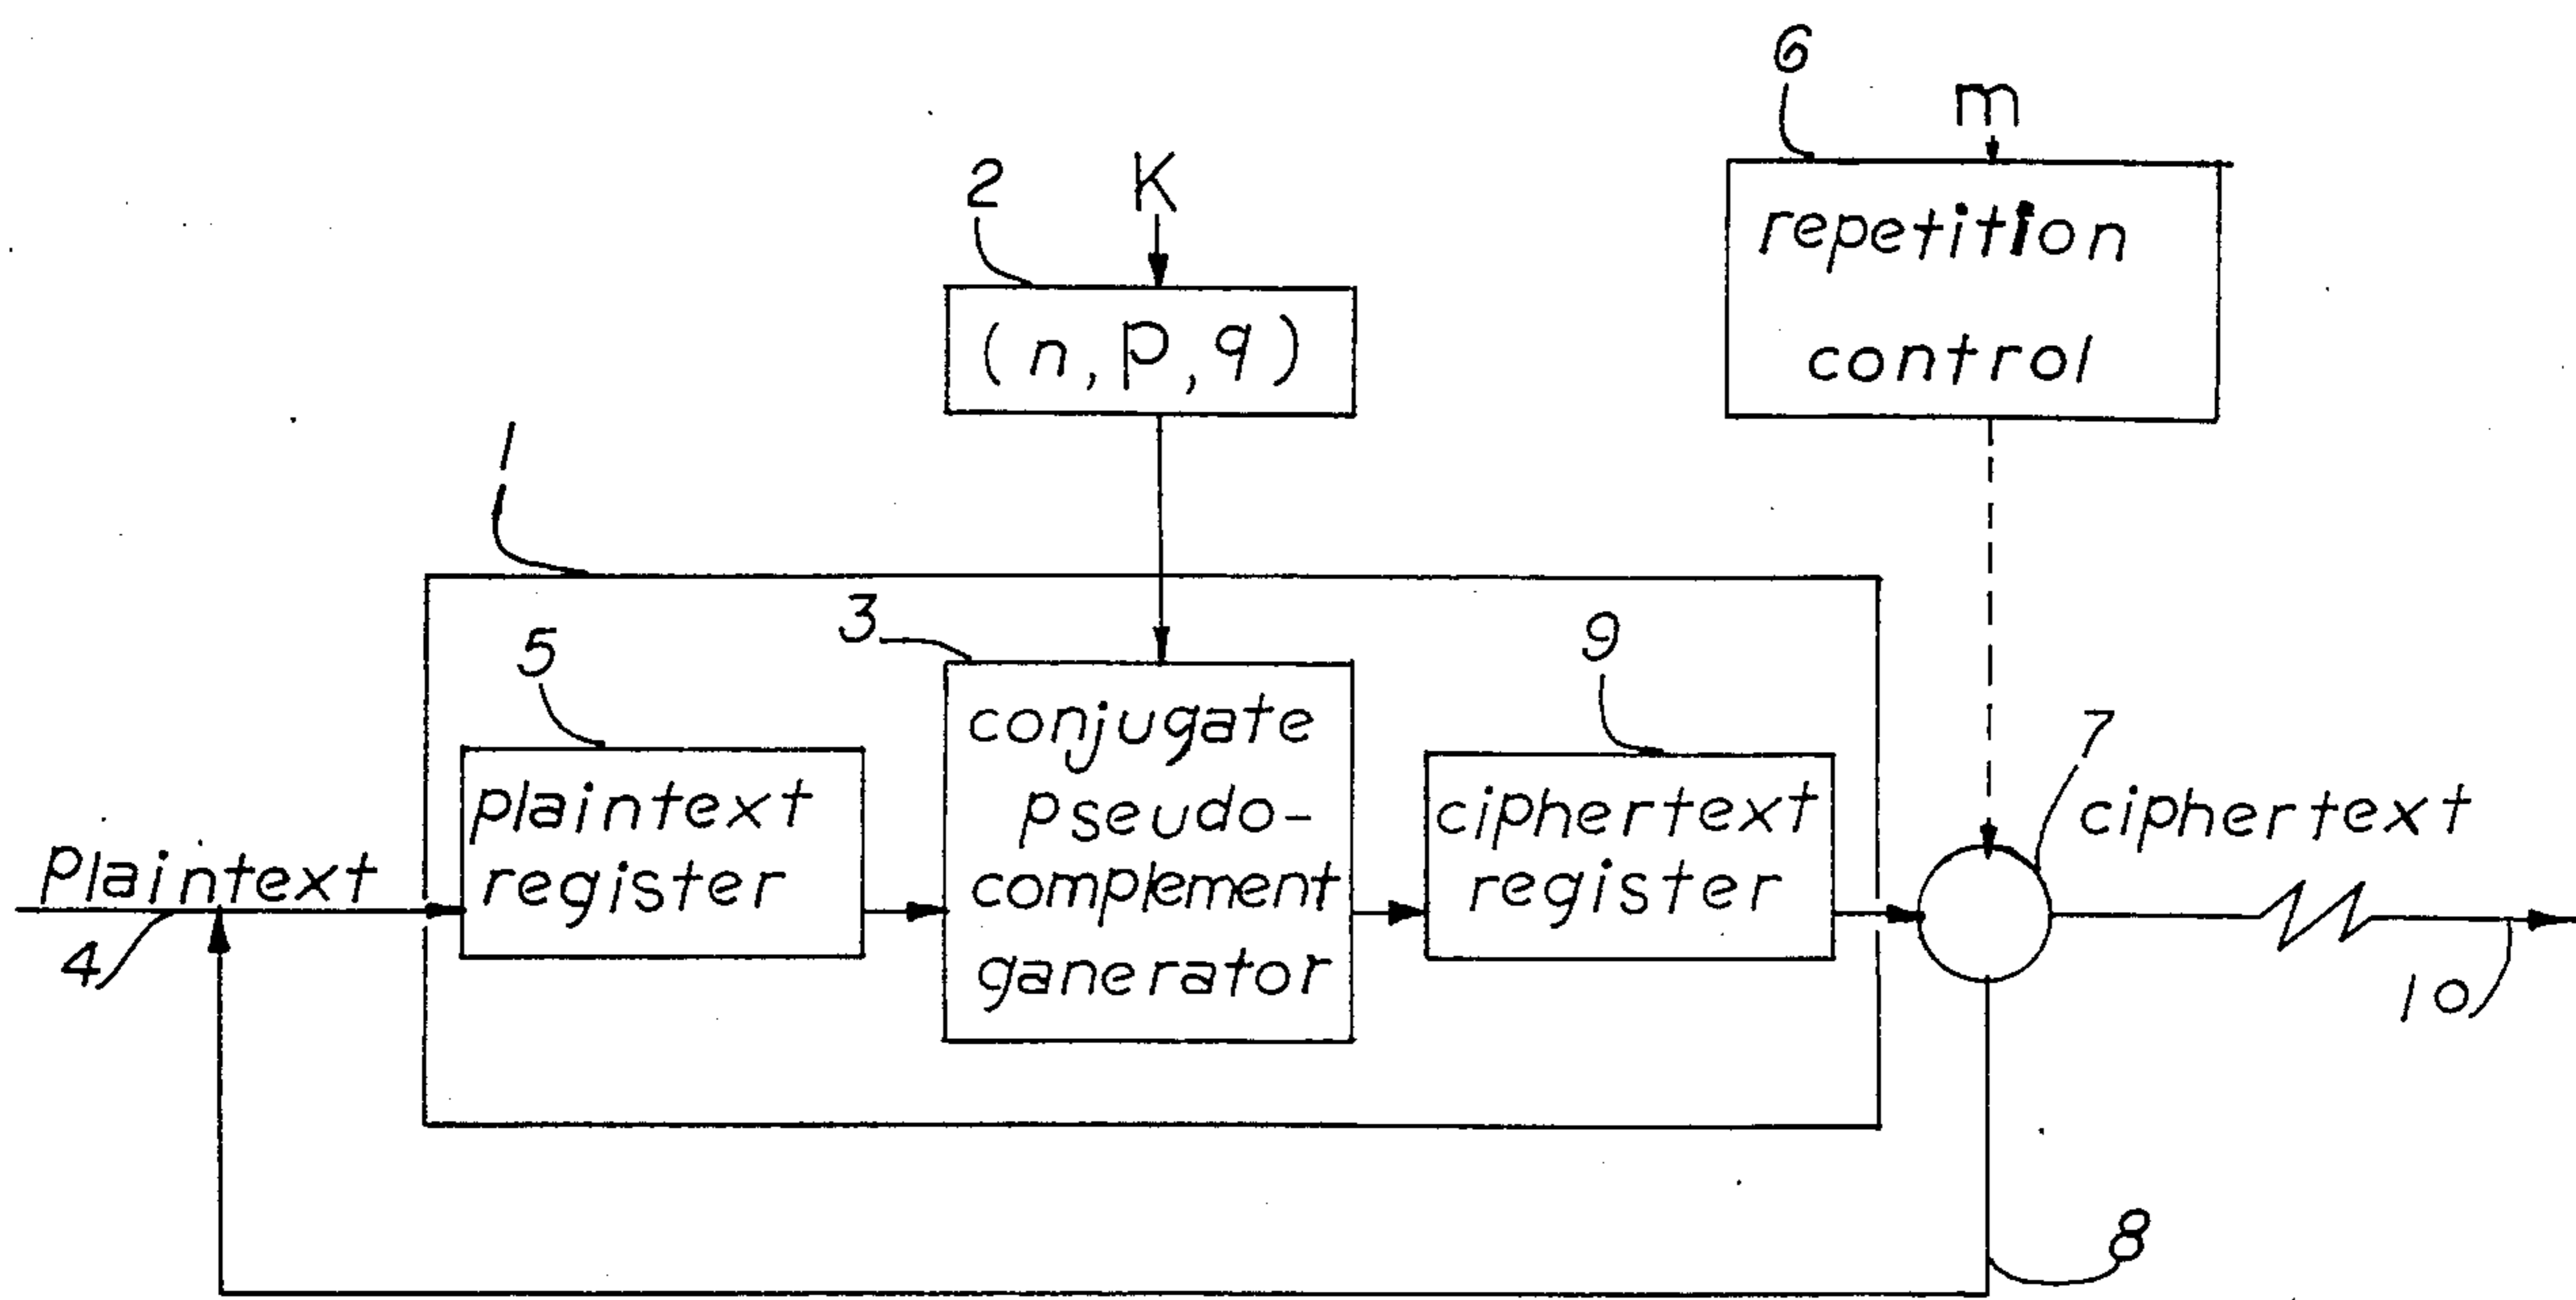 6
m
2
K
repetition
(n, p, q)
control
1
3
5
9
conjugate
7
plaintext
pseudo-
ciphertext
ciphertext
Plaintext
register
complement
register
4
ganerator
10
8